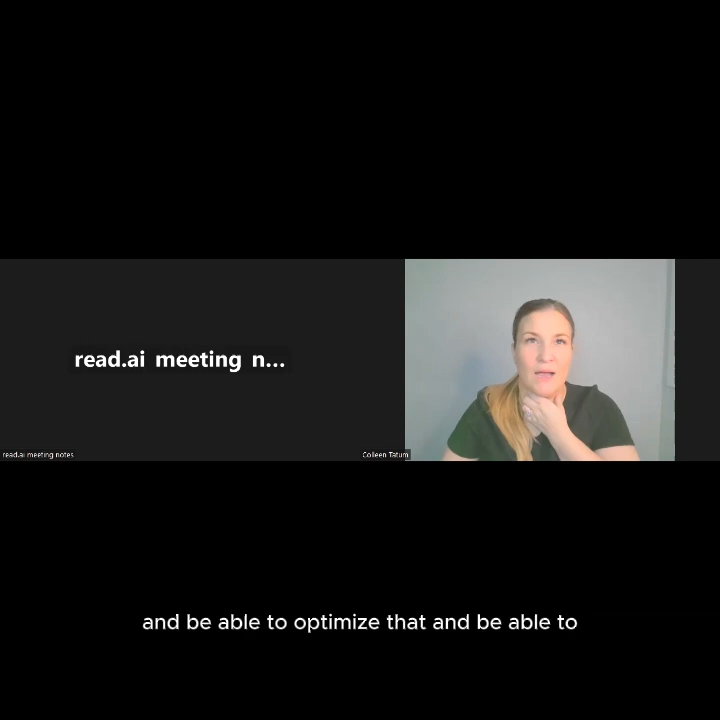 read.ai meeting n...
read.ai meeting notes
Colleen Tatum
and be able to optimize that and be able to